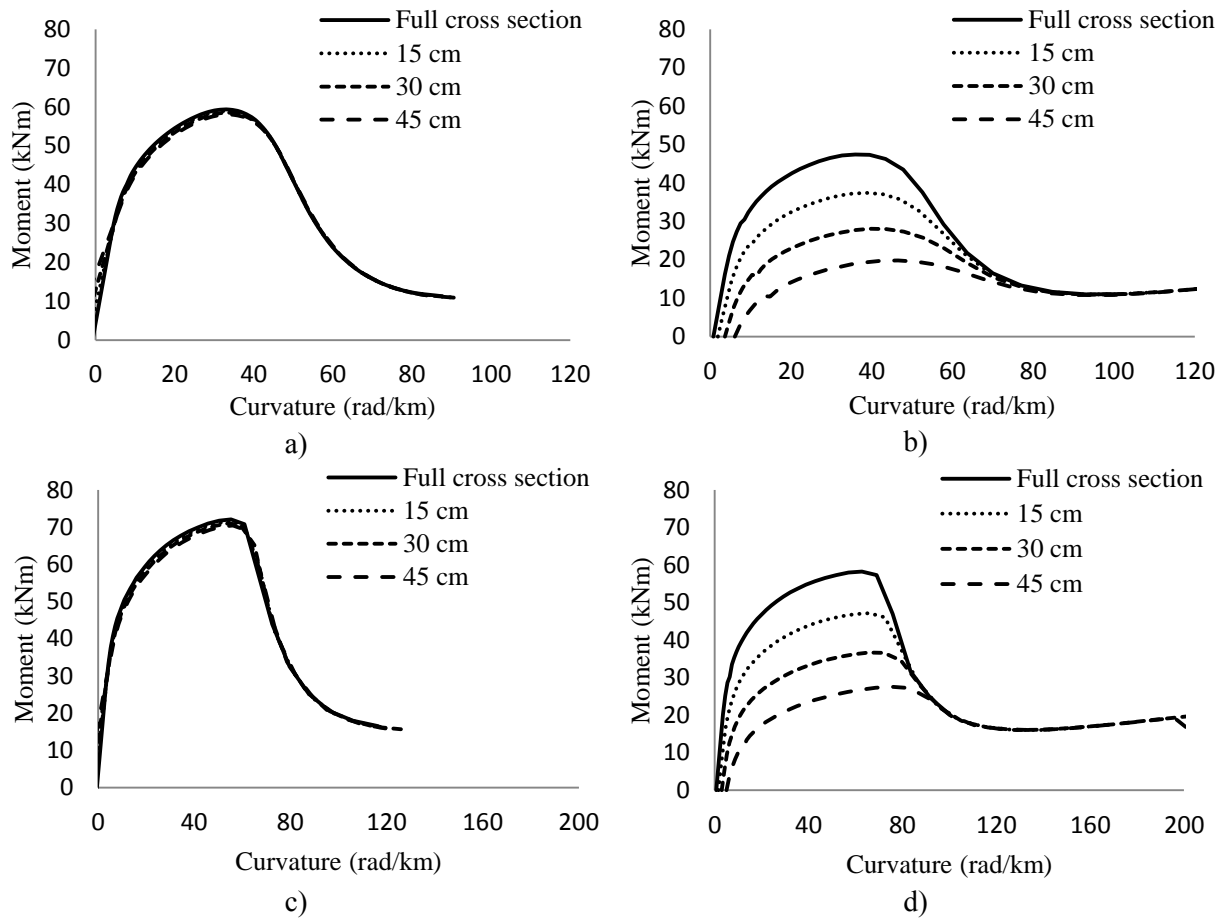 Full cross section
15 cm
30 cm
45 cm
80
70
60
50
40
30
20
10
0
Moment (kNm)
0 20 40 60 80 100 120
Curvature (rad/km)
a)
Full cross section
15 cm
30 cm
45 cm
80
70
60
50
40
30
20
10
0
Moment (kNm)
0 20 40 60 80 100 120
Curvature (rad/km)
b)
Full cross section
15 cm
30 cm
45 cm
80
70
60
50
40
30
20
10
0
Moment (kNm)
0 40 80 120 160 200
Curvature (rad/km)
c)
Full cross section
15 cm
30 cm
45 cm
80
70
60
50
40
30
20
10
0
Moment (kNm)
0 40 80 120 160 200
Curvature (rad/km)
d)